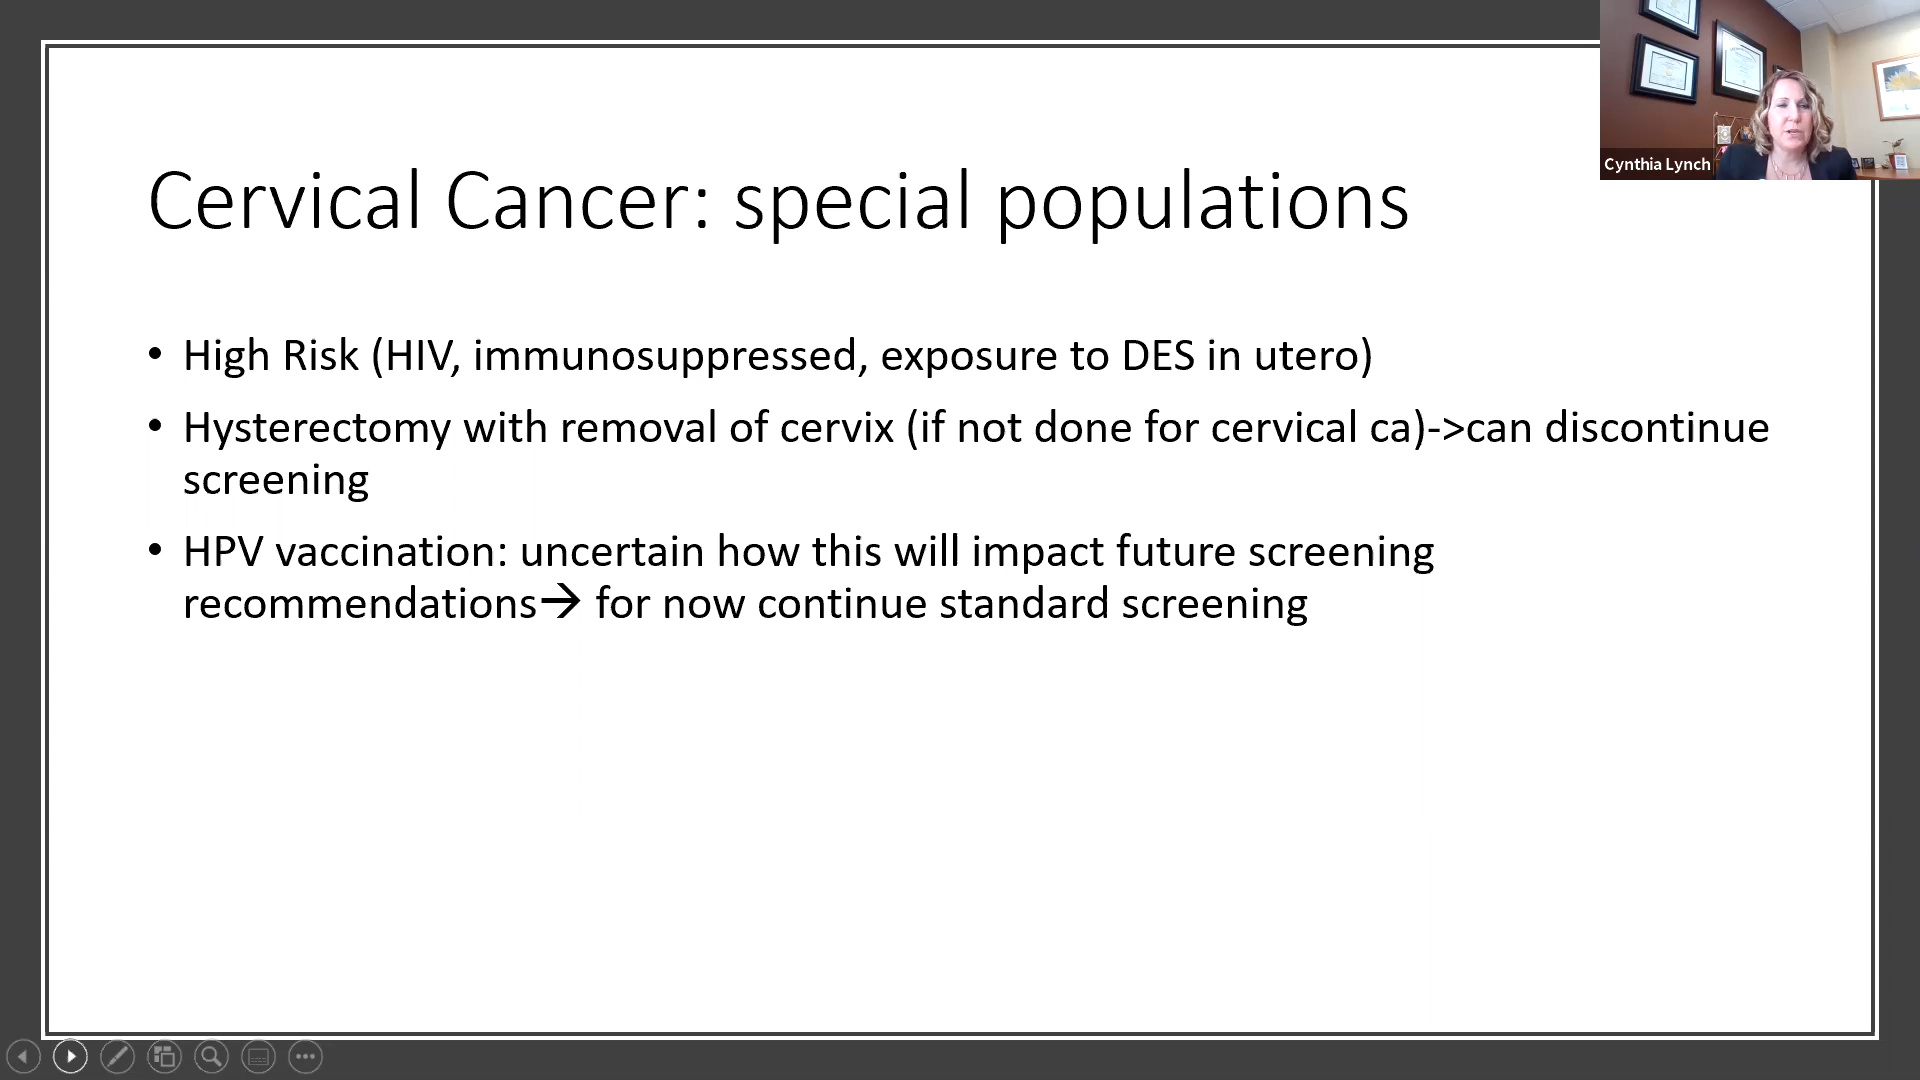 Cervical Cancer: special populations
• High Risk (HIV, immunosuppressed, exposure to DES in utero)
• Hysterectomy with removal of cervix (if not done for cervical ca)->can discontinue
screening
• HPV vaccination: uncertain how this will impact future screening
recommendations→ for now continue standard screening
Cynthia Lynch